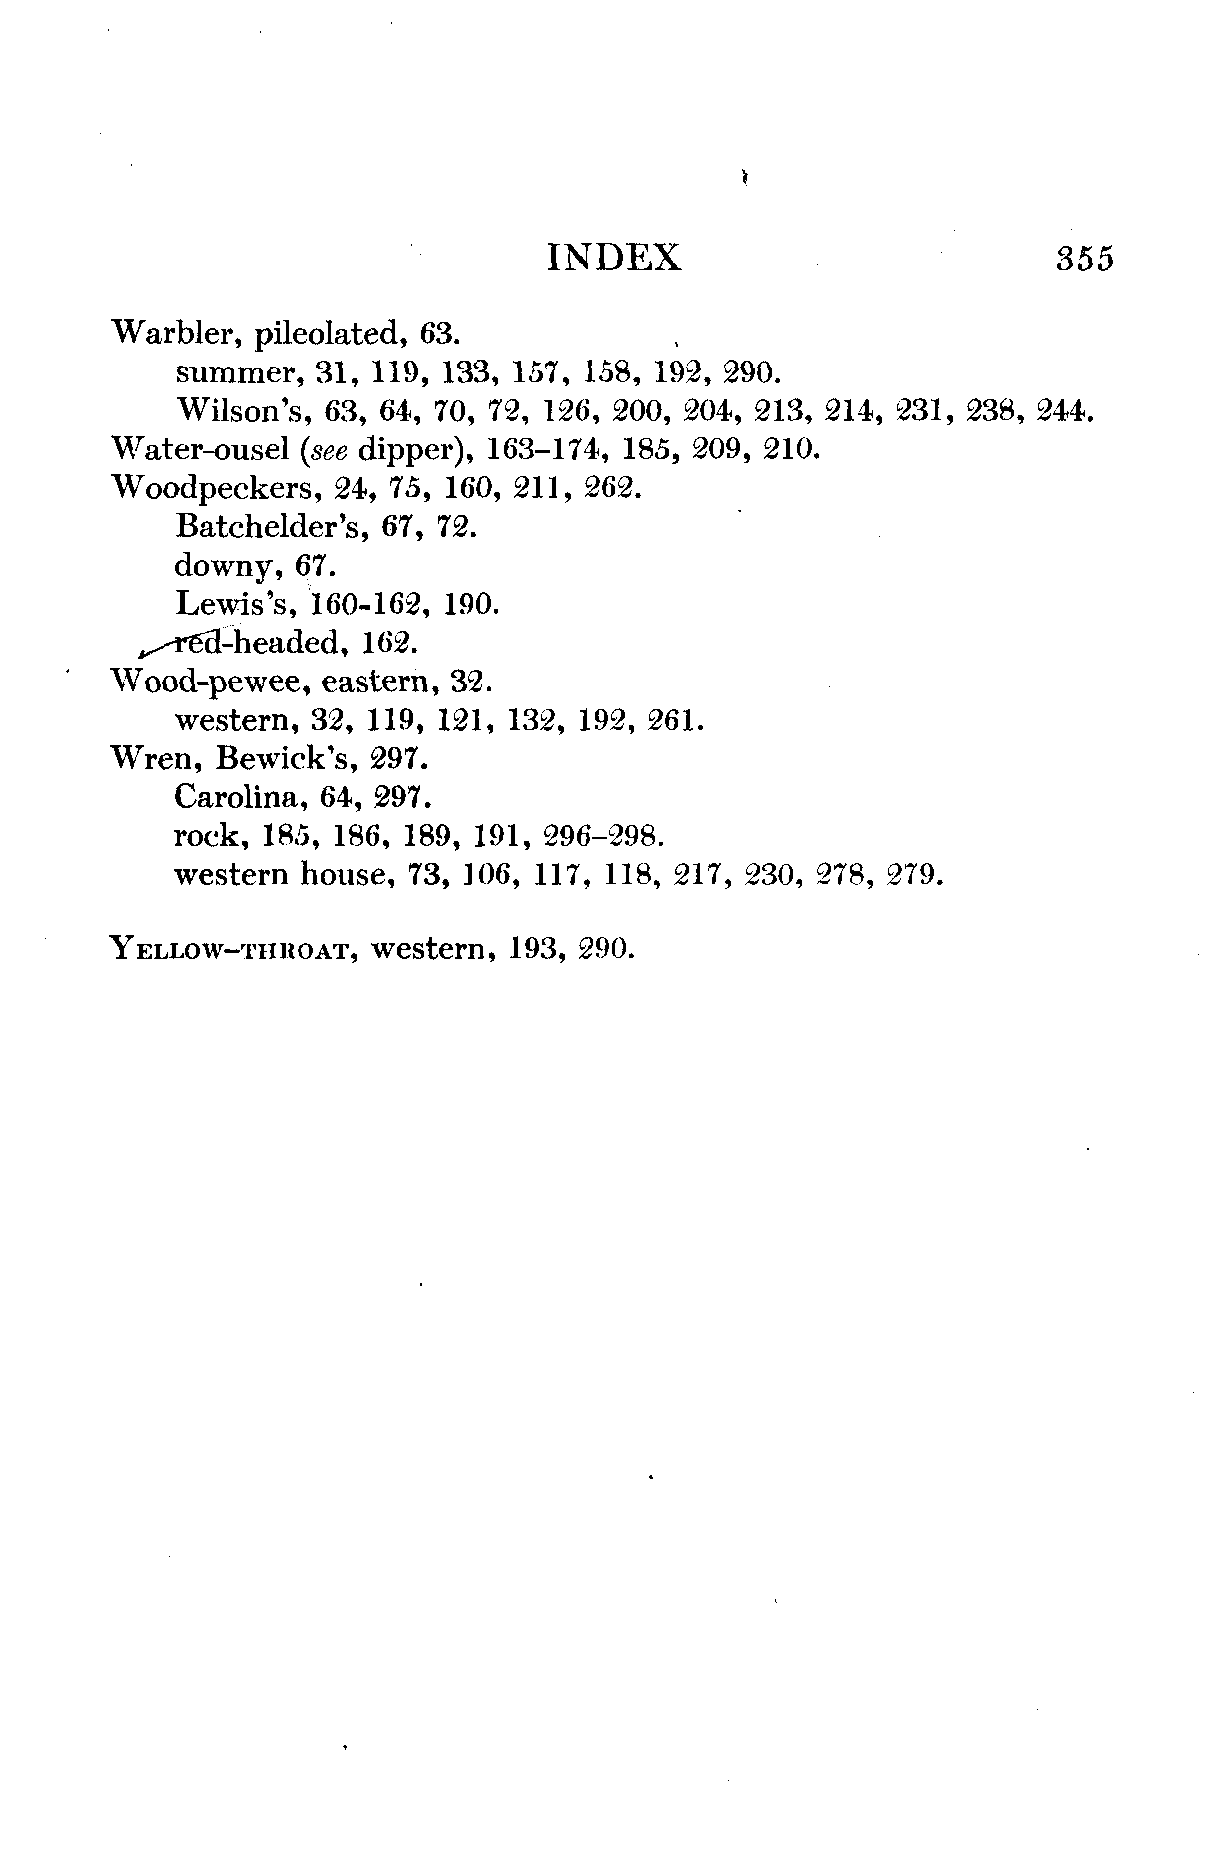 INDEX 355
Warbler, pileolated, 63.
summer, 31, 119, 133, 157, 158, 192, 290.
Wilson's, 63, 64, 70, 72, 126, 200, 204, 213, 214, 231, 238, 244.
Water-ousel (see dipper), 163–174, 185, 209, 210.
Woodpeckers, 24, 75, 160, 211, 262.
Batchelder's, 67, 72.
downy, 67.
Lewis's, 160-162, 190.
red-headed, 162.
Wood-pewee, eastern, 32.
western, 32, 119, 121, 132, 192, 261.
Wren, Bewick's, 297.
Carolina, 64, 297.
rock, 185, 186, 189, 191, 296–298.
western house, 73, 106, 117, 118, 217, 230, 278, 279.
YELLOW–THROAT, western, 193, 290.